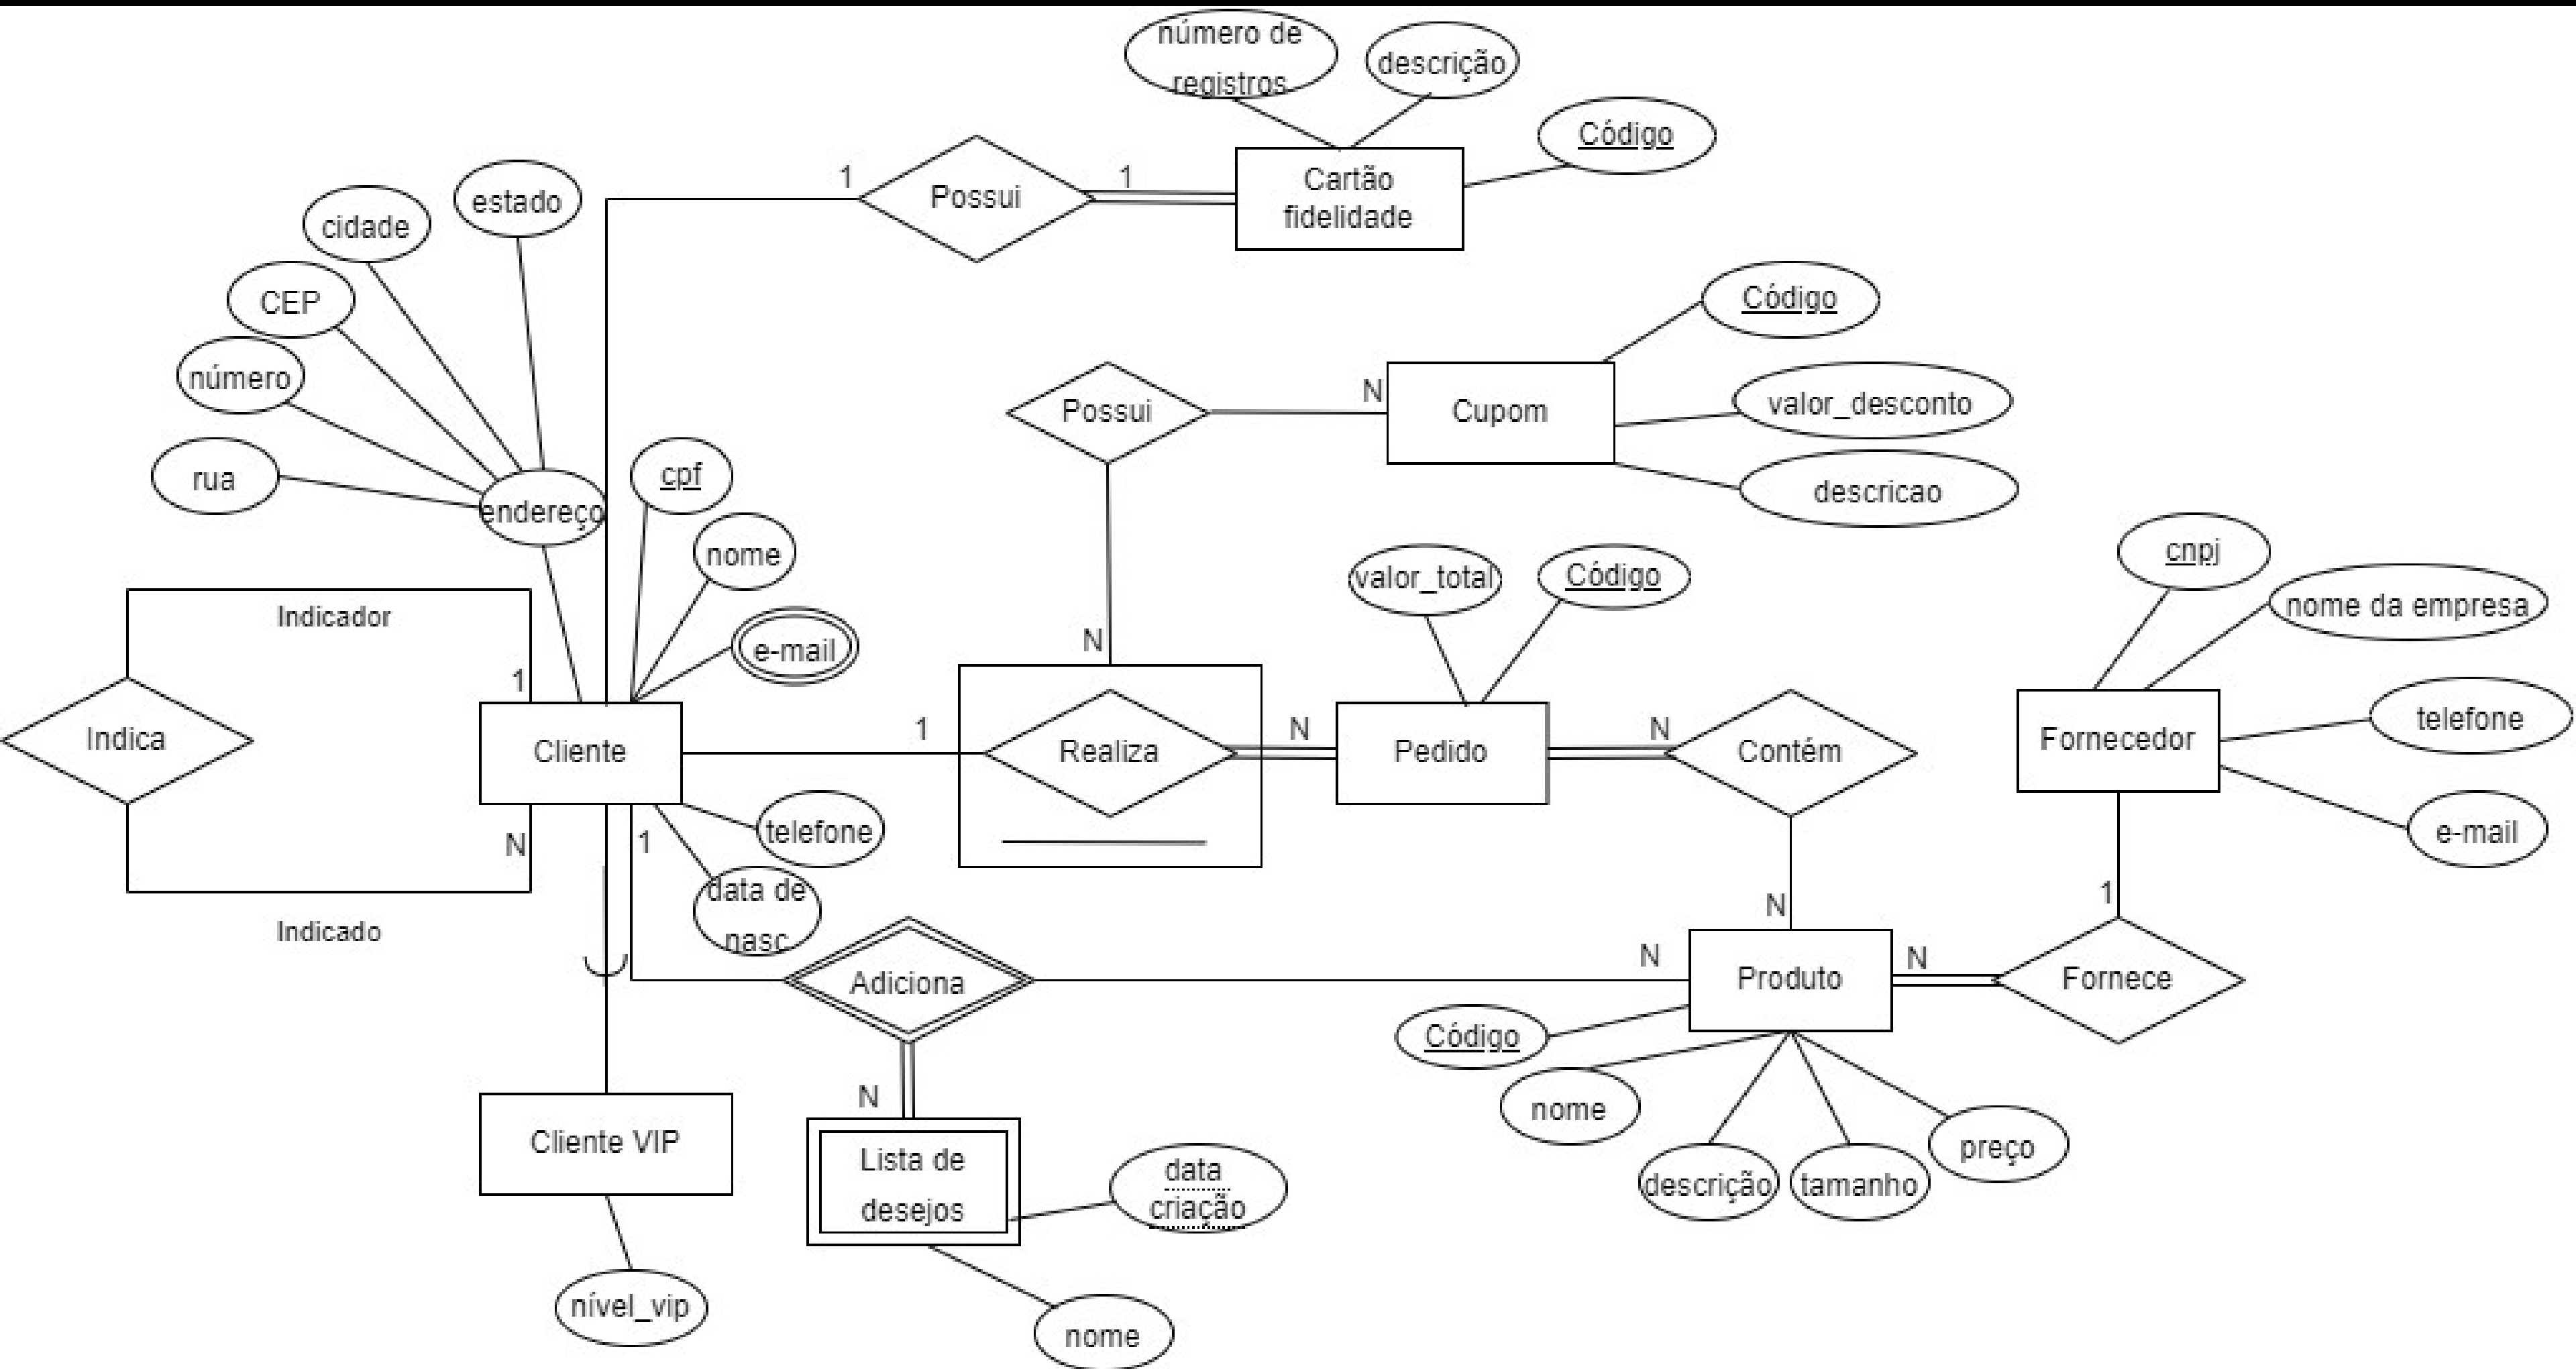 número de
registros
descrição
Código
Possui
1
1
Cartão
fidelidade
estado
cidade
CEP
número
rua
endereço
cpf
nome
e-mail
Código
Possui
N
Cupom
valor_desconto
descricao
N
valor_total
Código
cnpj
nome da empresa
telefone
e-mail
Fornecedor
Indicador
1
Indica
Cliente
1
Realiza
N
Pedido
N
Contém
N
1
telefone
data de
nasc
Indicado
N
1
Adiciona
N
Produto
N
Fornece
Código
nome
descrição
tamanho
preço
Cliente VIP
nível_vip
N
Lista de
desejos
data
criação
nome